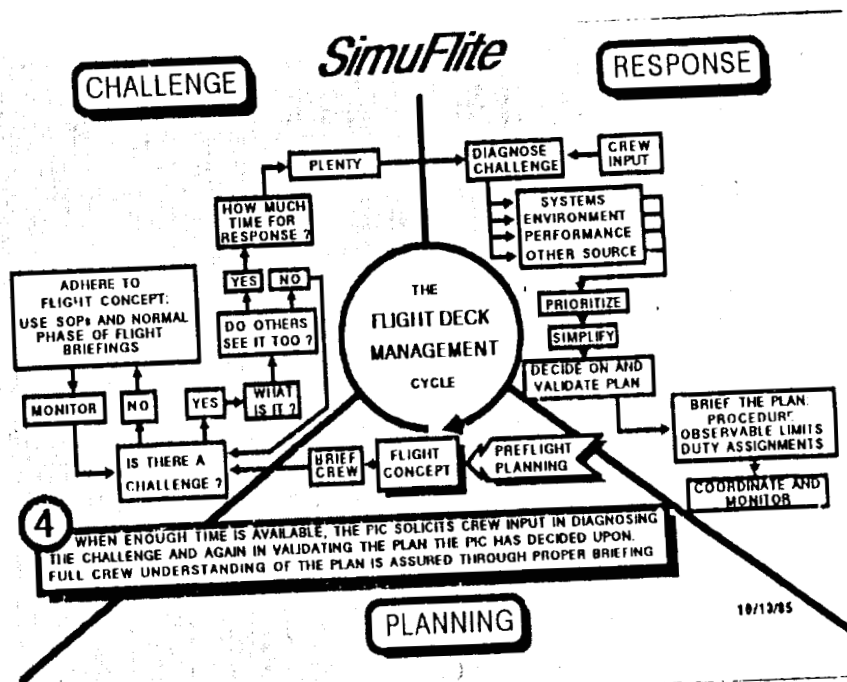 SimuFlite
CHALLENGE
RESPONSE
PLENTY
DIAGNOSE
CHALLENGE
CREW
INPUT
HOW MUCH
TIME FOR
RESPONSE ?
SYSTEMS
ENVIRONMENT
PERFORMANCE
OTHER SOURCE
YES
NO
ADHERE TO
FLIGHT CONCEPT:
USE SOPs AND NORMAL
PHASE OF FLIGHT
BRIEFINGS
DO OTHERS
SEE IT TOO ?
THE
FLIGHT DECK
MANAGEMENT
CYCLE
PRIORITIZE
SIMPLIFY
DECIDE ON AND
VALIDATE PLAN
MONITOR
NO
YES
WHAT
IS IT ?
BRIEF THE PLAN:
PROCEDURE
OBSERVABLE LIMITS
DUTY ASSIGNMENTS
IS THERE A
CHALLENGE ?
BRIEF
CREW
FLIGHT
CONCEPT
PREFLIGHT
PLANNING
COORDINATE AND
MONITOR
4
WHEN ENOUGH TIME IS AVAILABLE, THE PIC SOLICITS CREW INPUT IN DIAGNOSING
THE CHALLENGE AND AGAIN IN VALIDATING THE PLAN THE PIC HAS DECIDED UPON.
FULL CREW UNDERSTANDING OF THE PLAN IS ASSURED THROUGH PROPER BRIEFING
PLANNING
10/13/85